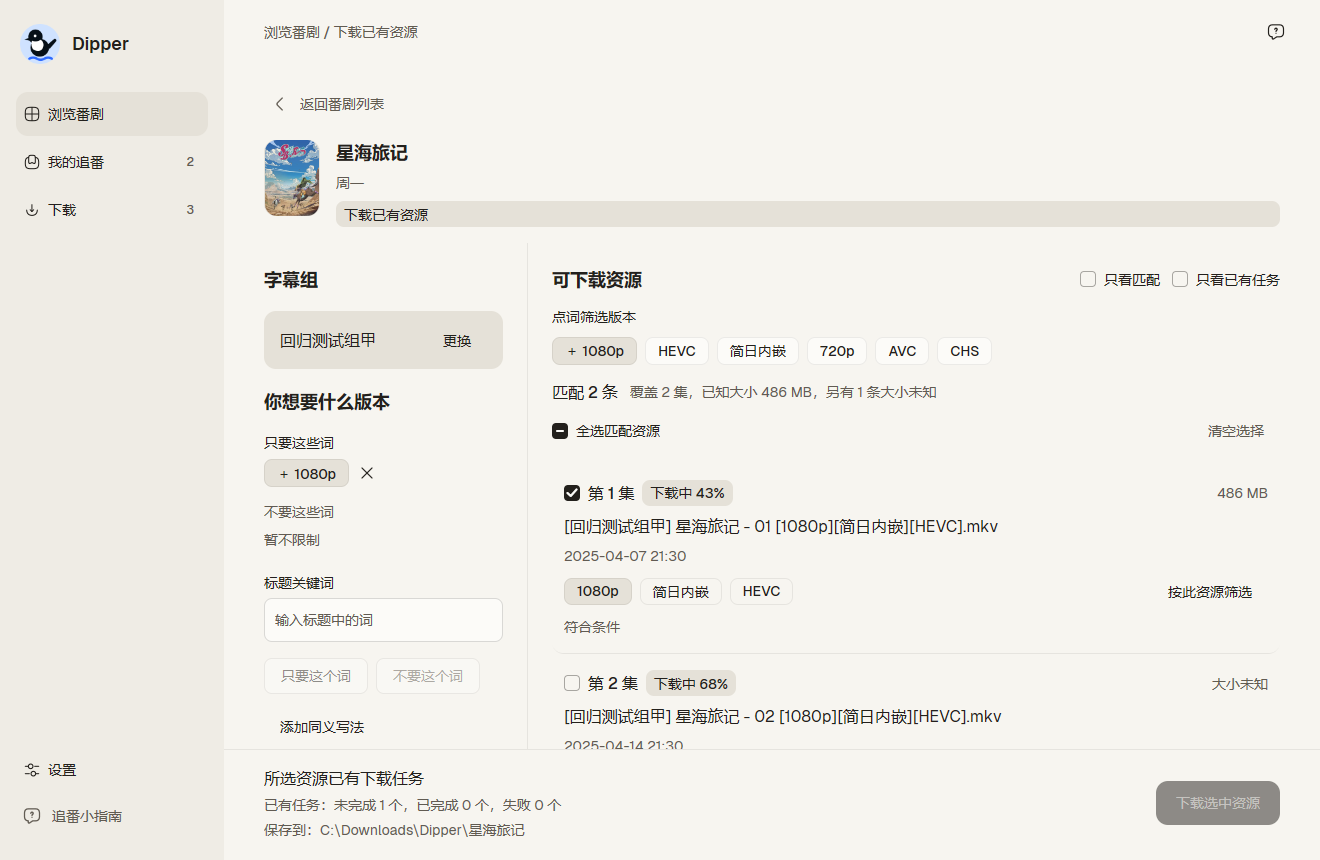 Dipper
浏览番剧
我的追番 2
下载 3
设置
追番小指南
浏览番剧 / 下载已有资源
返回番剧列表
星海旅记
周一
下载已有资源
字幕组
回归测试组甲 更换
你想要什么版本
只要这些词
+ 1080p
不要这些词
暂不限制
标题关键词
输入标题中的词
只要这个词 不要这个词
添加同义写法
可下载资源 只看匹配 只看已有任务
点词筛选版本
+ 1080p HEVC 简日内嵌 720p AVC CHS
匹配 2 条 覆盖 2 集，已知大小 486 MB，另有 1 条大小未知
全选匹配资源 清空选择
第 1 集 下载中 43% 486 MB
[回归测试组甲] 星海旅记 - 01 [1080p][简日内嵌][HEVC].mkv
2025-04-07 21:30
1080p 简日内嵌 HEVC 按此资源筛选
符合条件
第 2 集 下载中 68% 大小未知
[回归测试组甲] 星海旅记 - 02 [1080p][简日内嵌][HEVC].mkv
2025-04-14 21:30
所选资源已有下载任务
已有任务：未完成 1 个，已完成 0 个，失败 0 个
保存到：C:\Downloads\Dipper\星海旅记
下载选中资源